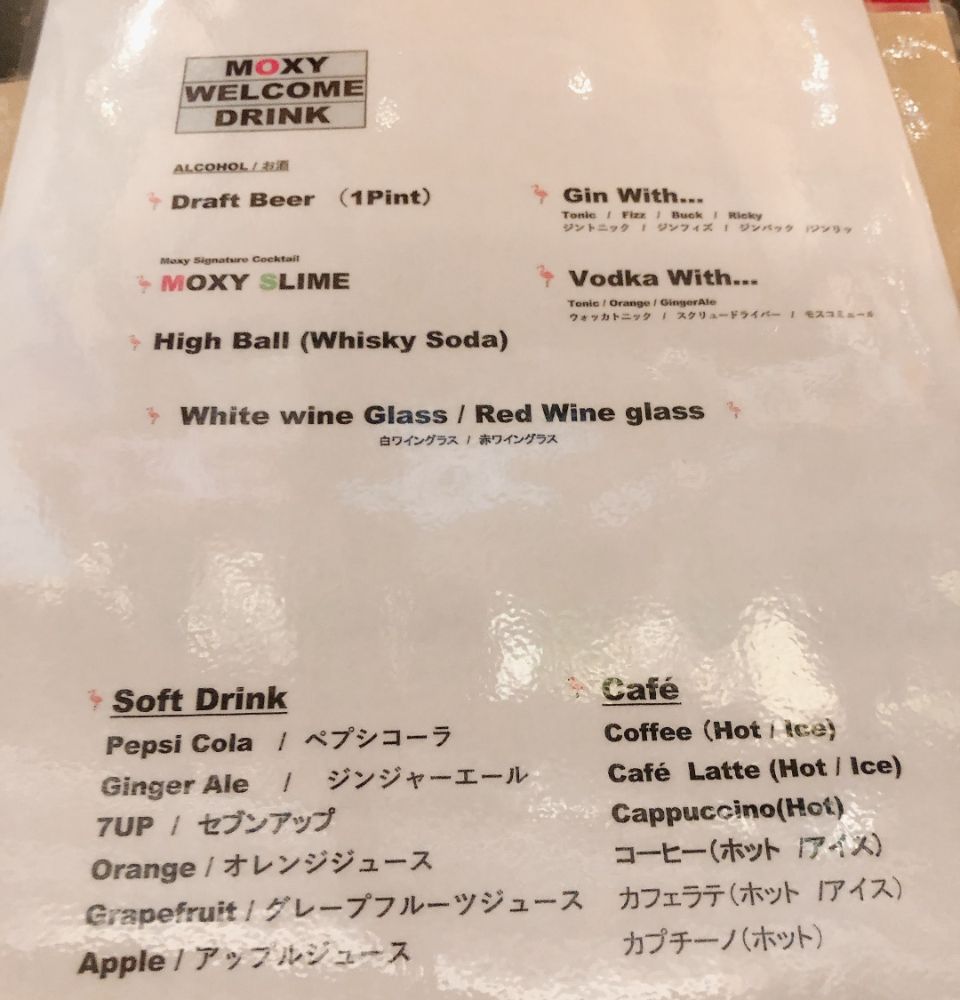 MOXY
WELCOME
DRINK
ALCOHOL / お酒
Draft Beer （1Pint）
Moxy Signature Cocktail
MOXY SLIME
High Ball (Whisky Soda)
Gin With...
Tonic / Fizz / Buck / Ricky
ジントニック / ジンフィズ / ジンバック /ジンリッ
Vodka With...
Tonic / Orange / GingerAle
ウォッカトニック / スクリュードライバー / モスコミュール
White wine Glass / Red Wine glass
白ワイングラス / 赤ワイングラス
Soft Drink
Pepsi Cola / ペプシコーラ
Ginger Ale / ジンジャーエール
7UP / セブンアップ
Orange / オレンジジュース
Grapefruit / グレープフルーツジュース
Apple / アップルジュース
Café
Coffee（Hot / Ice)
Café Latte (Hot / Ice)
Cappuccino(Hot)
コーヒー（ホット /アイス）
カフェラテ（ホット /アイス）
カプチーノ（ホット）